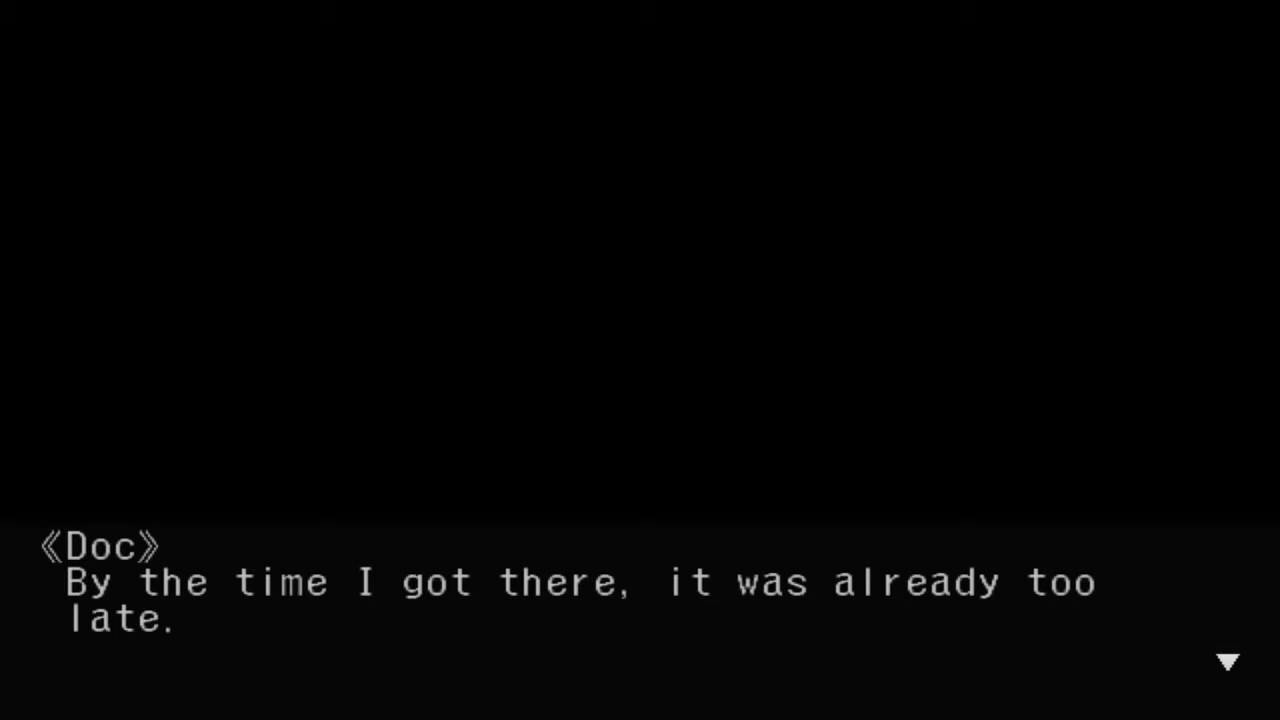 《Doc》
By the time I got there, it was already too
late.